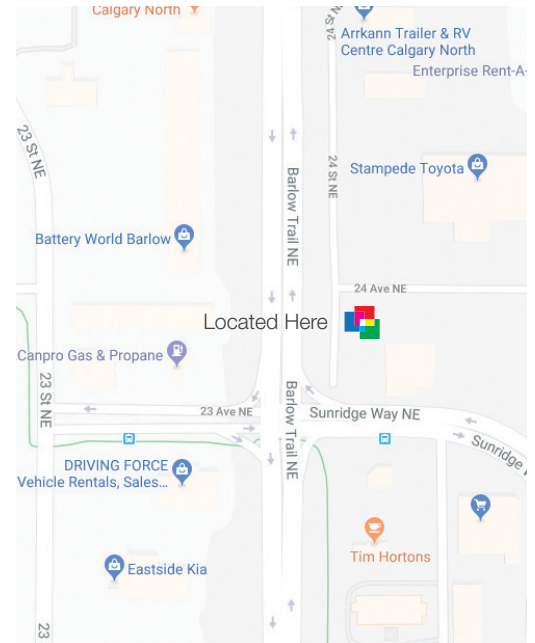 Calgary North
24 St NE
Arrkann Trailer & RV
Centre Calgary North
Enterprise Rent-A-
23 St NE
Barlow Trail NE
24 St NE
Stampede Toyota
Battery World Barlow
24 Ave NE
Located Here
Canpro Gas & Propane
23 St NE
23 Ave NE
Barlow Trail NE
Sunridge Way NE
Sunridge W
DRIVING FORCE
Vehicle Rentals, Sales...
Tim Hortons
Eastside Kia
23